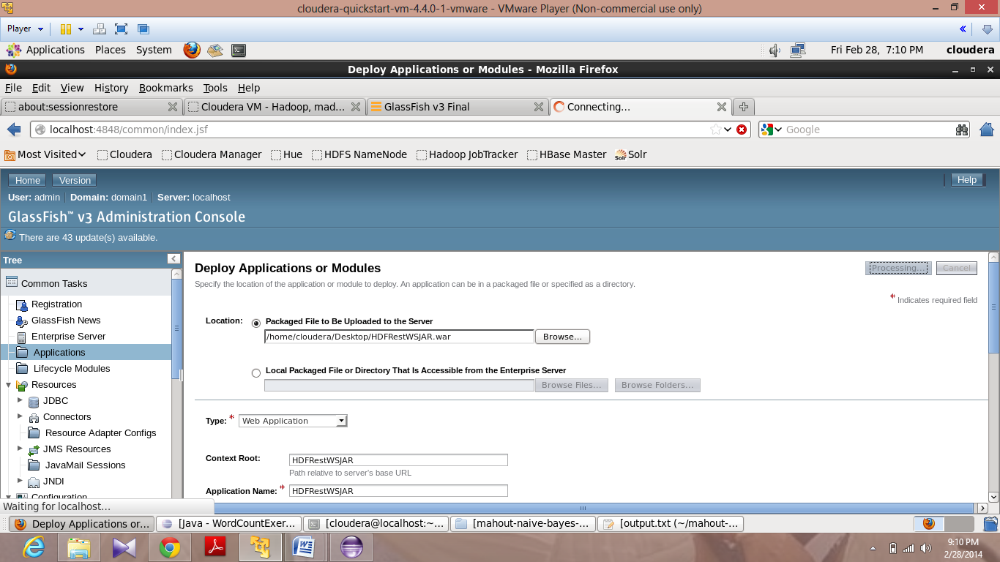 cloudera-quickstart-vm-4.4.0-1-vmware - VMware Player (Non-commercial use only)
Player
Applications Places System Fri Feb 28, 7:10 PM cloudera
Deploy Applications or Modules - Mozilla Firefox
File Edit View History Bookmarks Tools Help
about:sessionrestore Cloudera VM - Hadoop, mad... GlassFish v3 Final Connecting...
localhost:4848/common/index.jsf Google
Most Visited Cloudera Cloudera Manager Hue HDFS NameNode Hadoop JobTracker HBase Master Solr Solr
Home Version Help
User: admin Domain: domain1 Server: localhost
GlassFish™ v3 Administration Console
There are 43 update(s) available.
Tree
Common Tasks
Registration
GlassFish News
Enterprise Server
Applications
Lifecycle Modules
Resources
JDBC
Connectors
Resource Adapter Configs
JMS Resources
JavaMail Sessions
JNDI
Configuration
Deploy Applications or Modules Processing... Cancel
Specify the location of the application or module to deploy. An application can be in a packaged file or specified as a directory.
* Indicates required field
Location: Packaged File to Be Uploaded to the Server
/home/cloudera/Desktop/HDFRestWSJAR.war Browse...
Local Packaged File or Directory That Is Accessible from the Enterprise Server
Browse Files... Browse Folders...
Type: * Web Application
Context Root: HDFRestWSJAR
Path relative to server's base URL
Application Name: * HDFRestWSJAR
Waiting for localhost...
Deploy Applications or... [Java - WordCountExer... [cloudera@localhost:~... [mahout-naive-bayes-... [output.txt (~/mahout-...
9:10 PM
2/28/2014